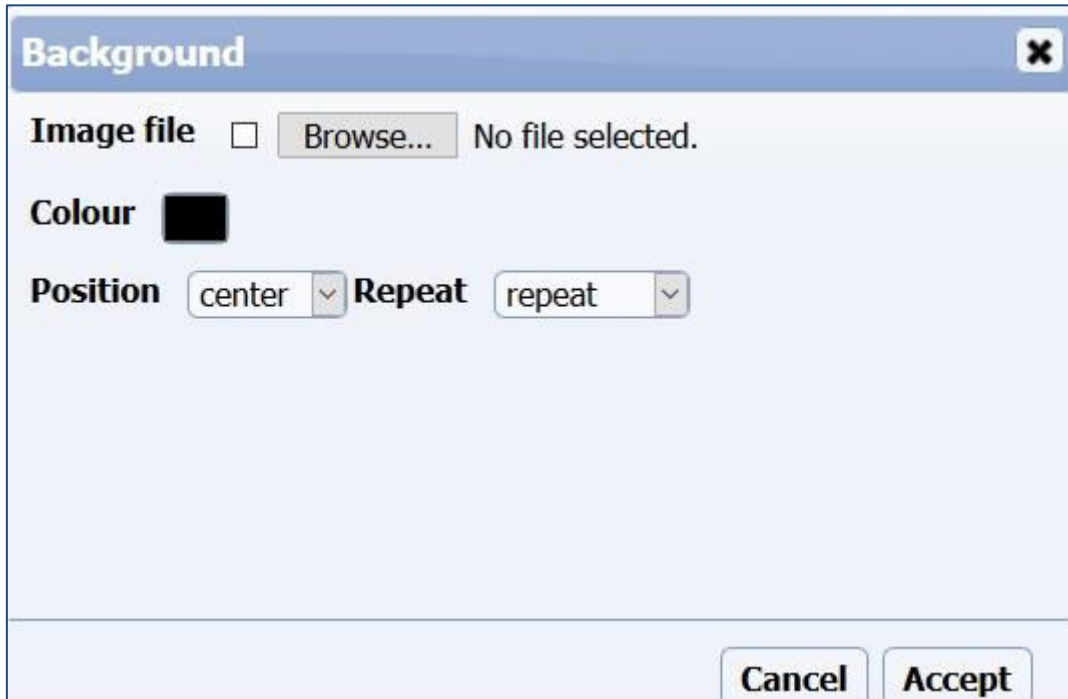 Background
Image file Browse... No file selected.
Colour
Position center Repeat repeat
Cancel Accept